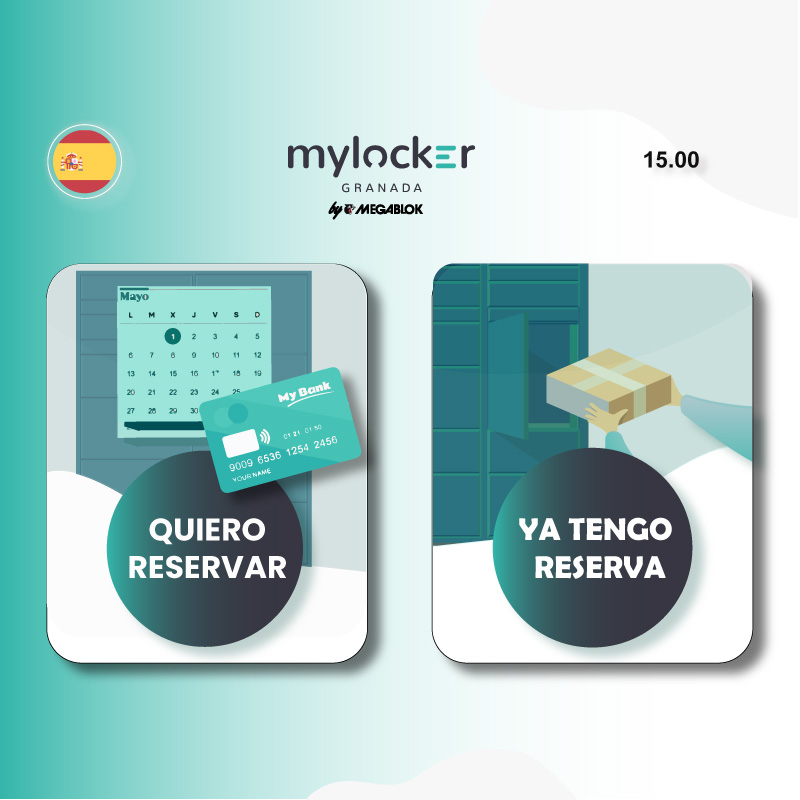 mylocker
GRANADA
by MEGABLOK
15.00
Mayo
L M X J V S D
1 2 3 4 5
6 7 8 9 10 11 12
13 14 15 16 17 18 19
20 21 22 23 24 25
27 28 29 30
My Bank
01 21 01 50
9009 6536 1254 2456
YOUR NAME
QUIERO
RESERVAR
YA TENGO
RESERVA